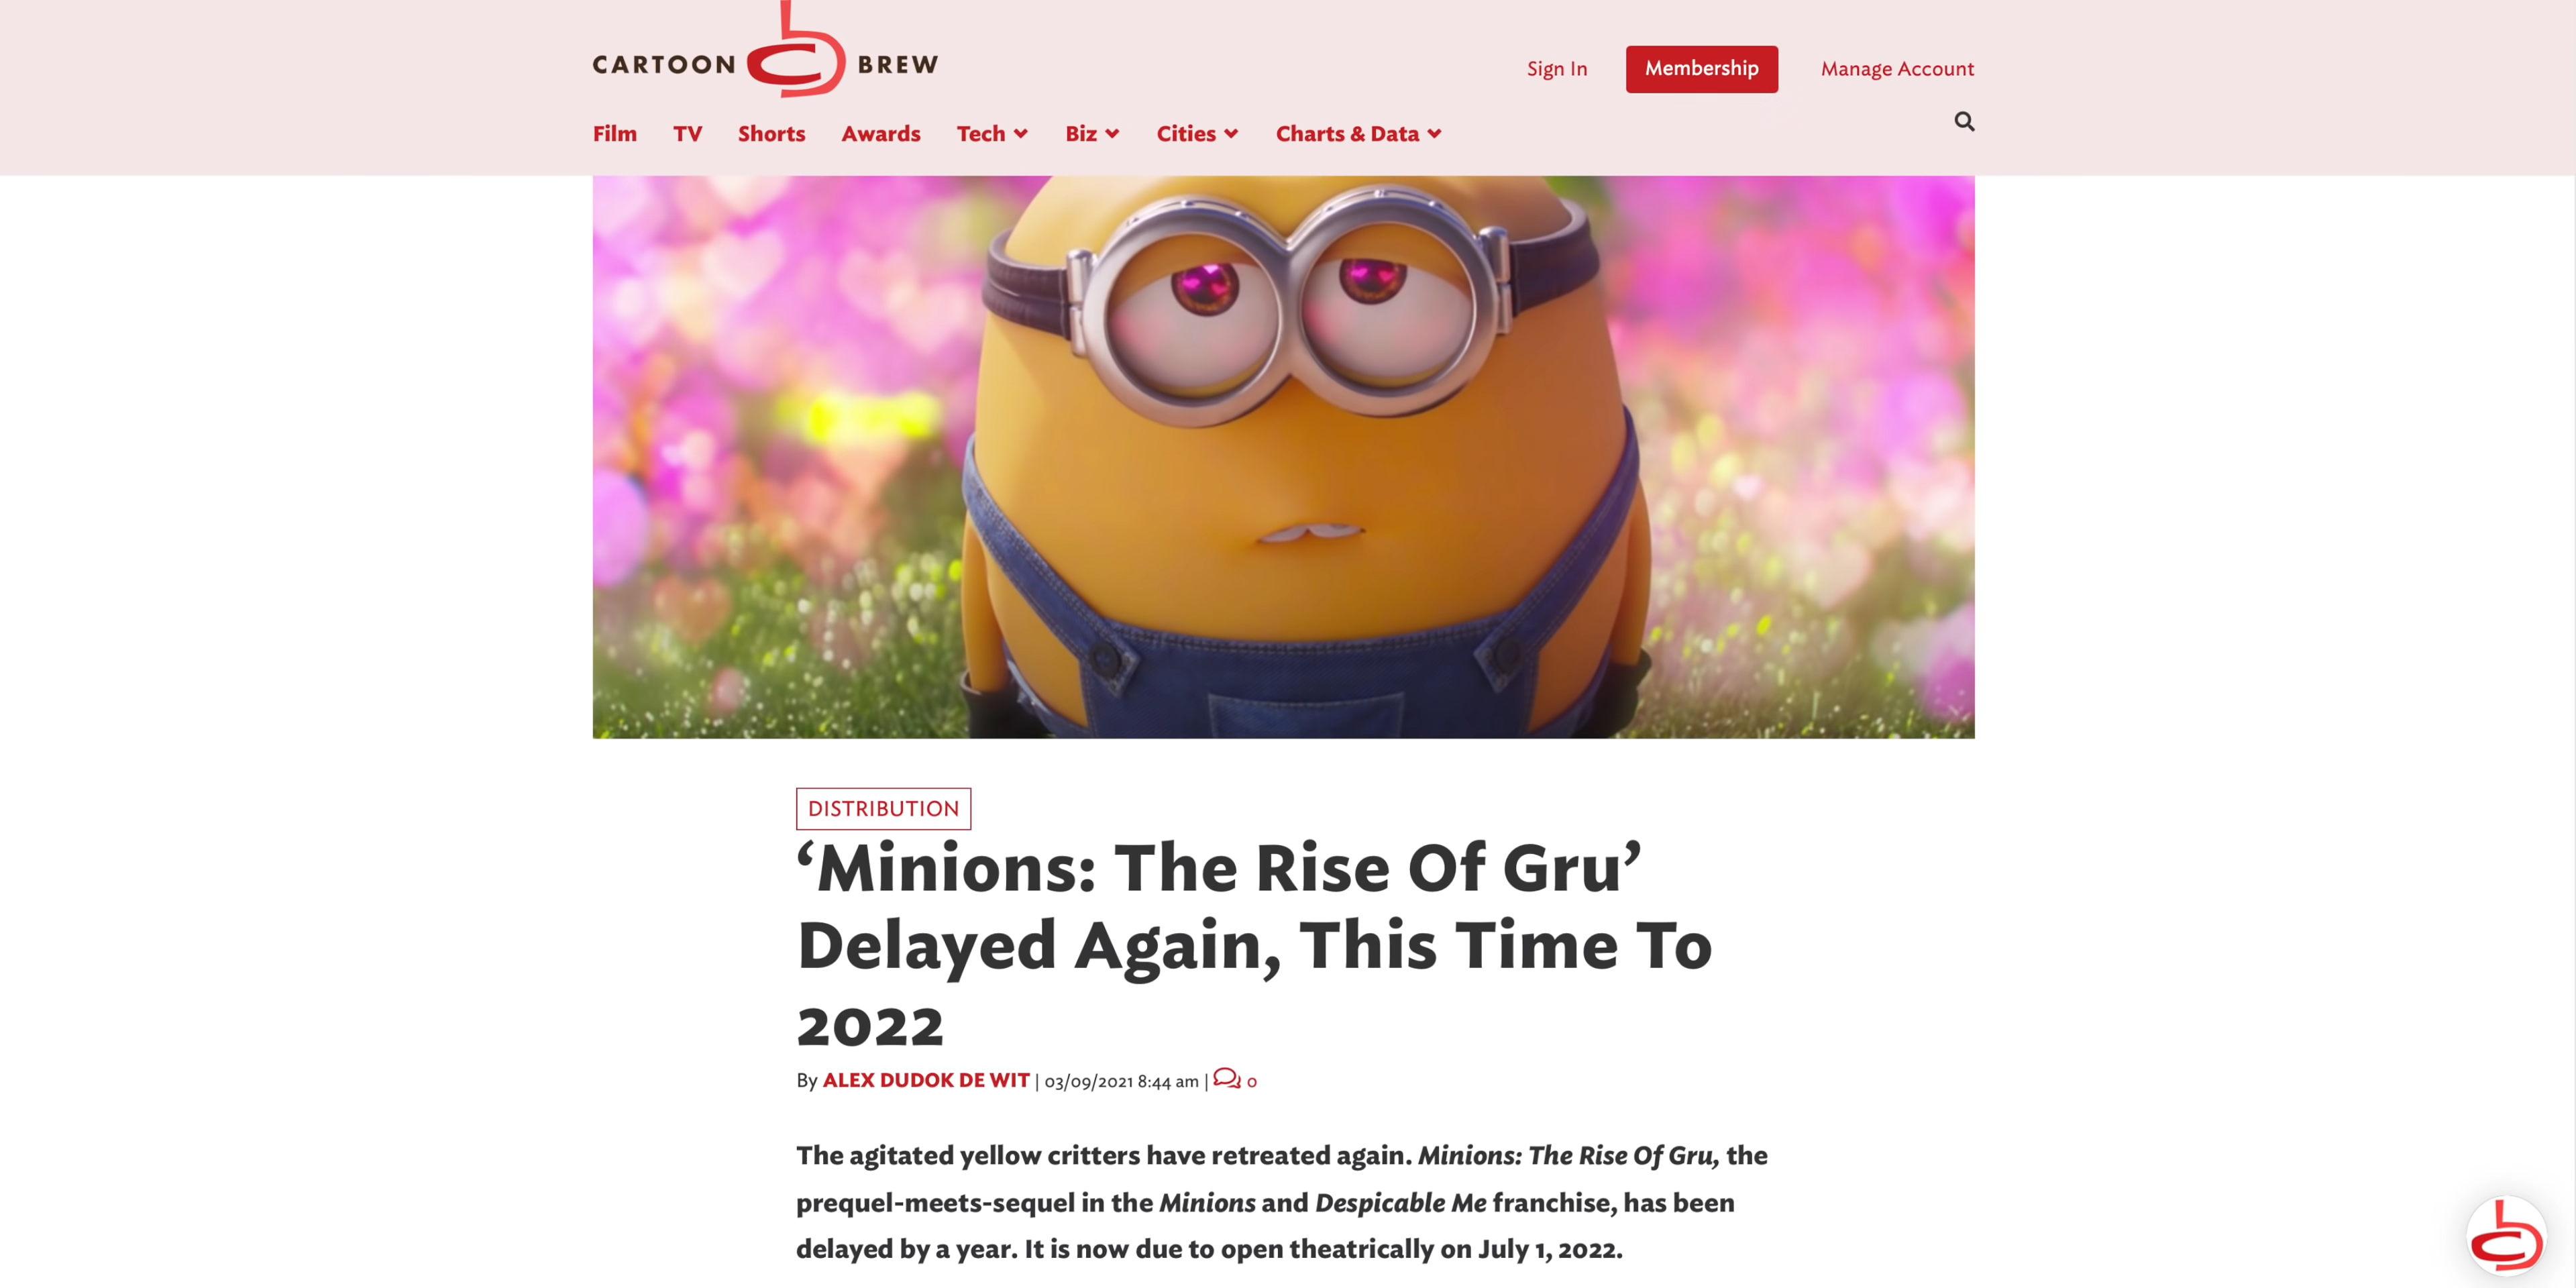 CARTOON BREW
Sign In
Membership
Manage Account
Film
TV
Shorts
Awards
Tech
Biz
Cities
Charts & Data
DISTRIBUTION
‘Minions: The Rise Of Gru’
Delayed Again, This Time To
2022
By ALEX DUDOK DE WIT | 03/09/2021 8:44 am | 0
The agitated yellow critters have retreated again. Minions: The Rise Of Gru, the
prequel-meets-sequel in the Minions and Despicable Me franchise, has been
delayed by a year. It is now due to open theatrically on July 1, 2022.